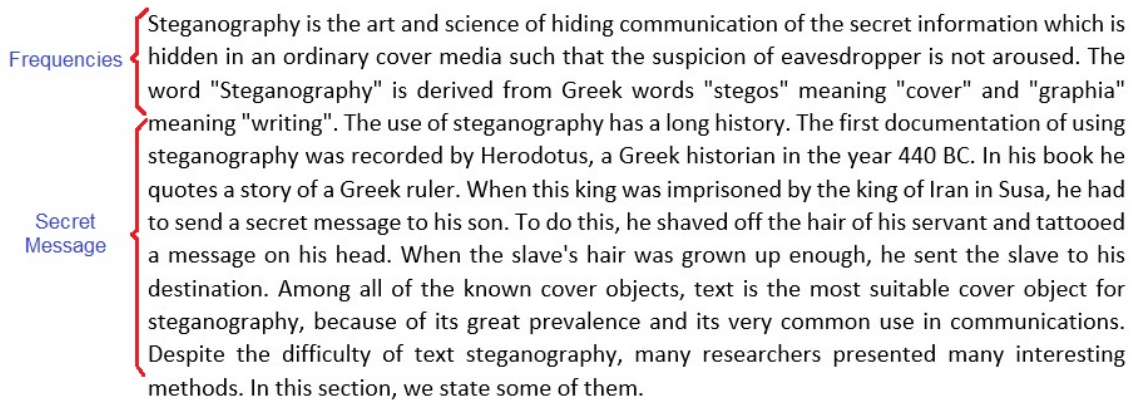 Steganography is the art and science of hiding communication of the secret information which is
Frequencies hidden in an ordinary cover media such that the suspicion of eavesdropper is not aroused. The
word "Steganography" is derived from Greek words "stegos" meaning "cover" and "graphia"
meaning "writing". The use of steganography has a long history. The first documentation of using
steganography was recorded by Herodotus, a Greek historian in the year 440 BC. In his book he
quotes a story of a Greek ruler. When this king was imprisoned by the king of Iran in Susa, he had
Secret to send a secret message to his son. To do this, he shaved off the hair of his servant and tattooed
Message a message on his head. When the slave's hair was grown up enough, he sent the slave to his
destination. Among all of the known cover objects, text is the most suitable cover object for
steganography, because of its great prevalence and its very common use in communications.
Despite the difficulty of text steganography, many researchers presented many interesting
methods. In this section, we state some of them.